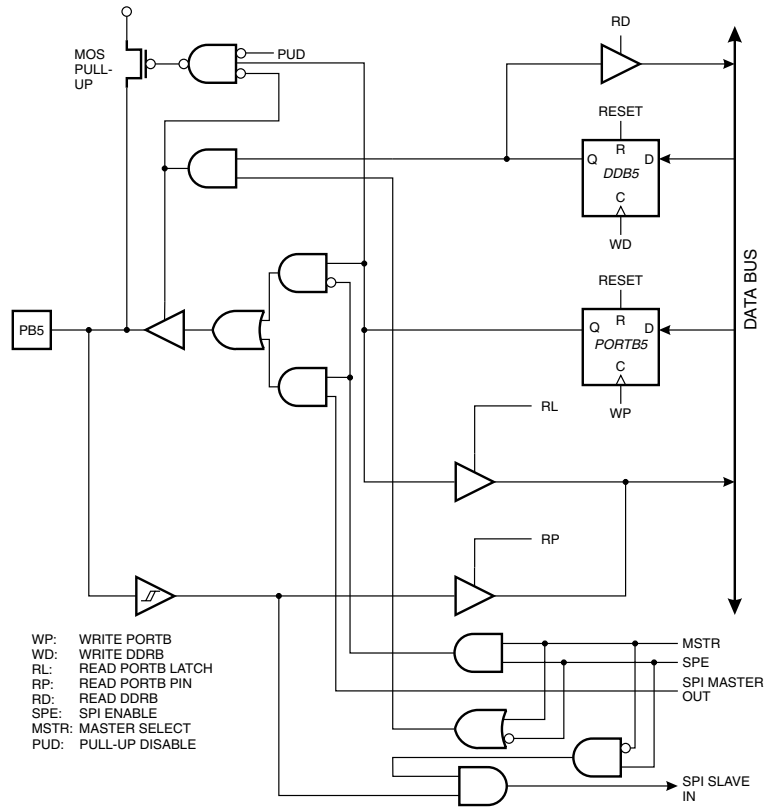 RD
MOS
PULL-
UP
PUD
RESET
R
Q
D
DDB5
C
WD
RESET
R
Q
D
PORTB5
C
WP
DATA BUS
PB5
RL
RP
MSTR
SPE
SPI MASTER
OUT
SPI SLAVE
IN
WP: WRITE PORTB
WD: WRITE DDRB
RL: READ PORTB LATCH
RP: READ PORTB PIN
RD: READ DDRB
SPE: SPI ENABLE
MSTR: MASTER SELECT
PUD: PULL-UP DISABLE